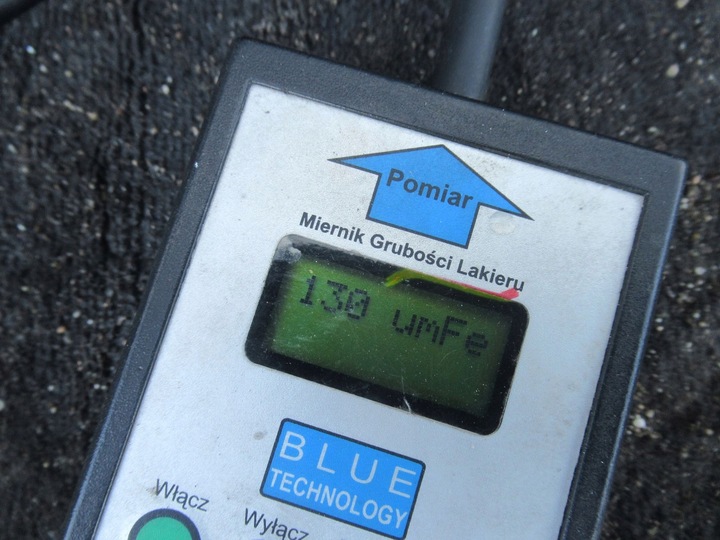 Pomiar
Miernik Grubości Lakieru
130 umFe
BLUE
TECHNOLOGY
Włącz
Wyłącz